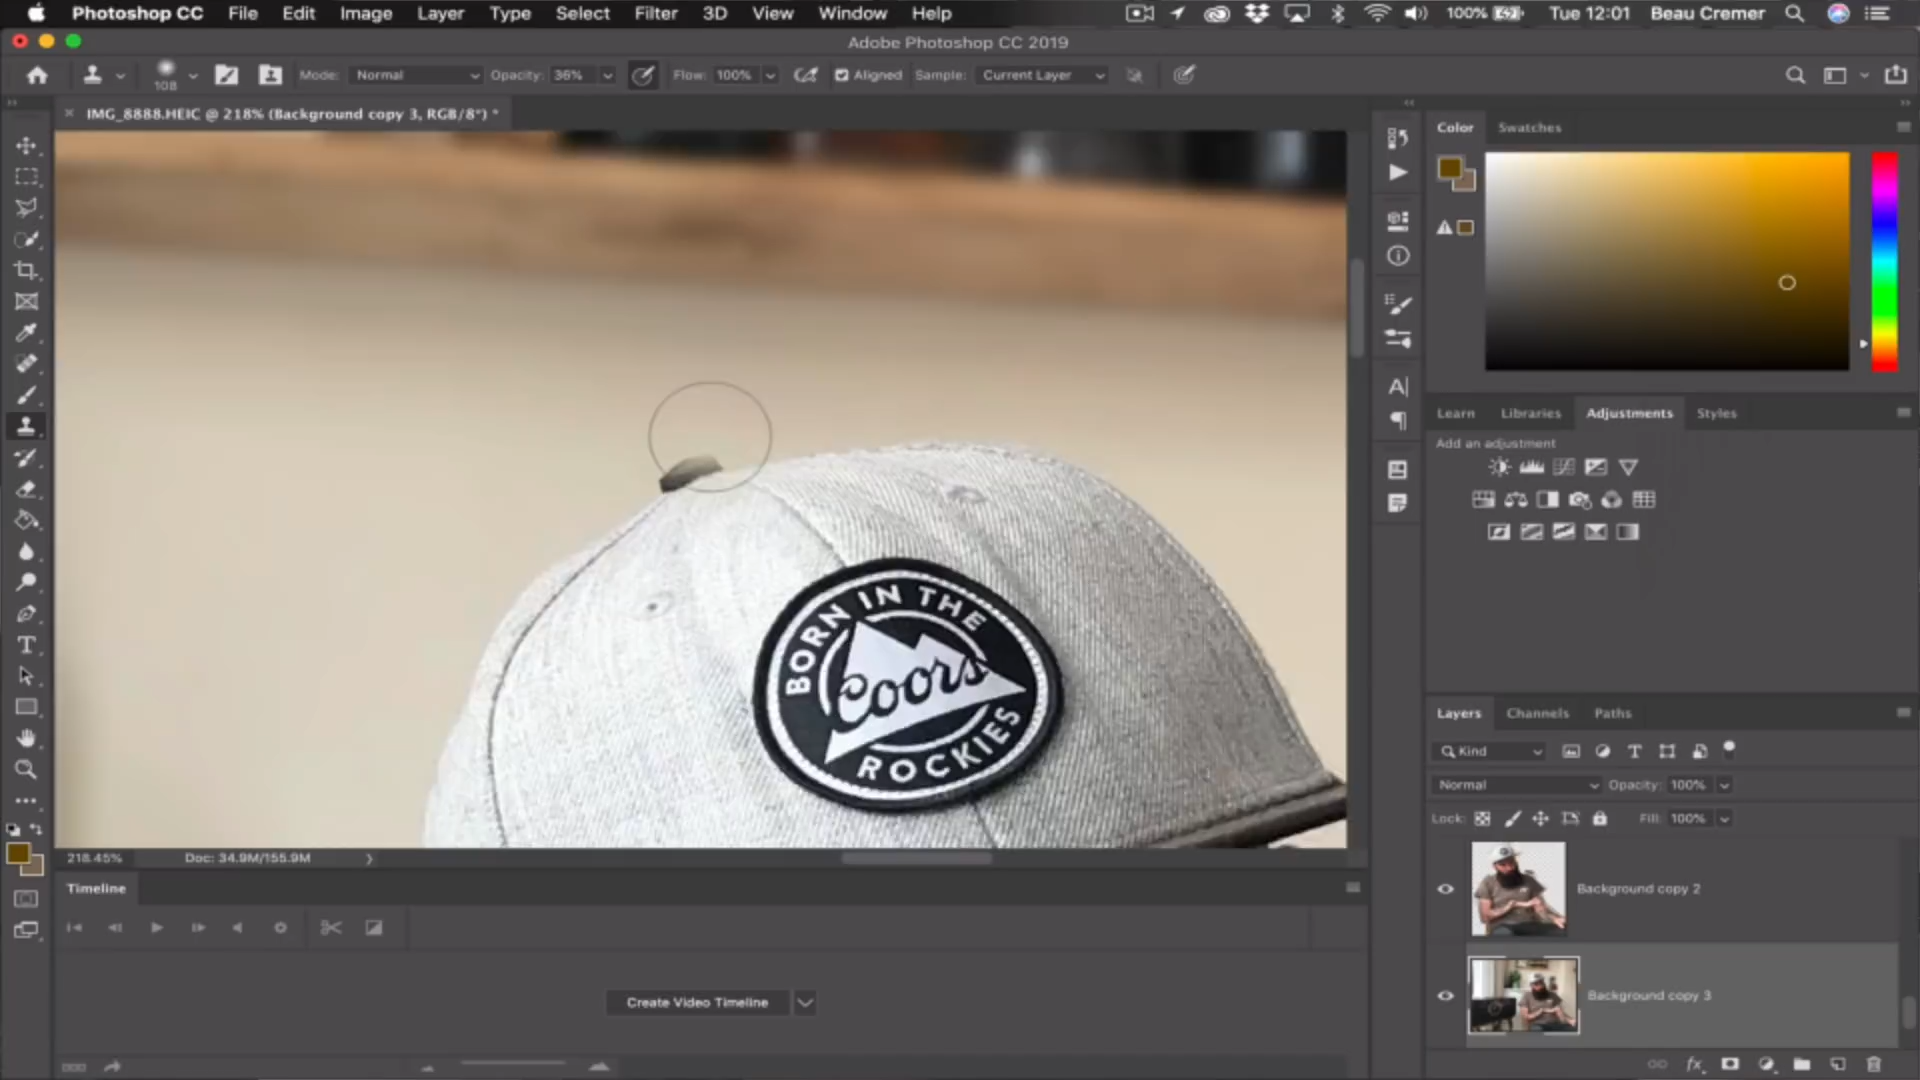 Photoshop CC File Edit Image Layer Type Select Filter 3D View Window Help 100% Tue 12:01 Beau Cremer
Adobe Photoshop CC 2019
108 Mode: Normal Opacity: 36% Flow: 100% Aligned Sample: Current Layer
IMG_8888.HEIC @ 218% (Background copy 3, RGB/8*) *
Color Swatches
BORN IN THE
Coors
ROCKIES
Learn Libraries Adjustments Styles
Add an adjustment
Layers Channels Paths
Kind
Normal Opacity: 100%
Lock: Fill: 100%
Background copy 2
Background copy 3
218.45% Doc: 34.9M/155.9M
Timeline
Create Video Timeline
fx